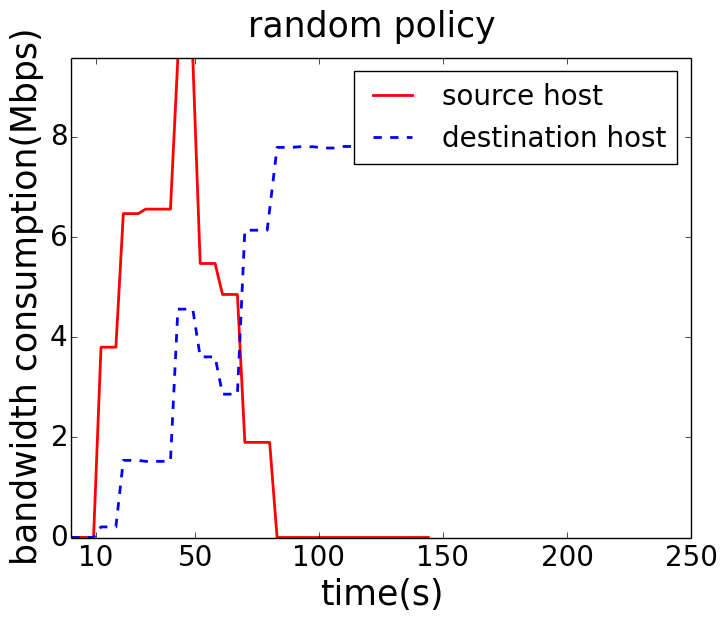 random policy
bandwidth consumption(Mbps)
source host
destination host
8
6
4
2
0
10 50 100 150 200 250
time(s)